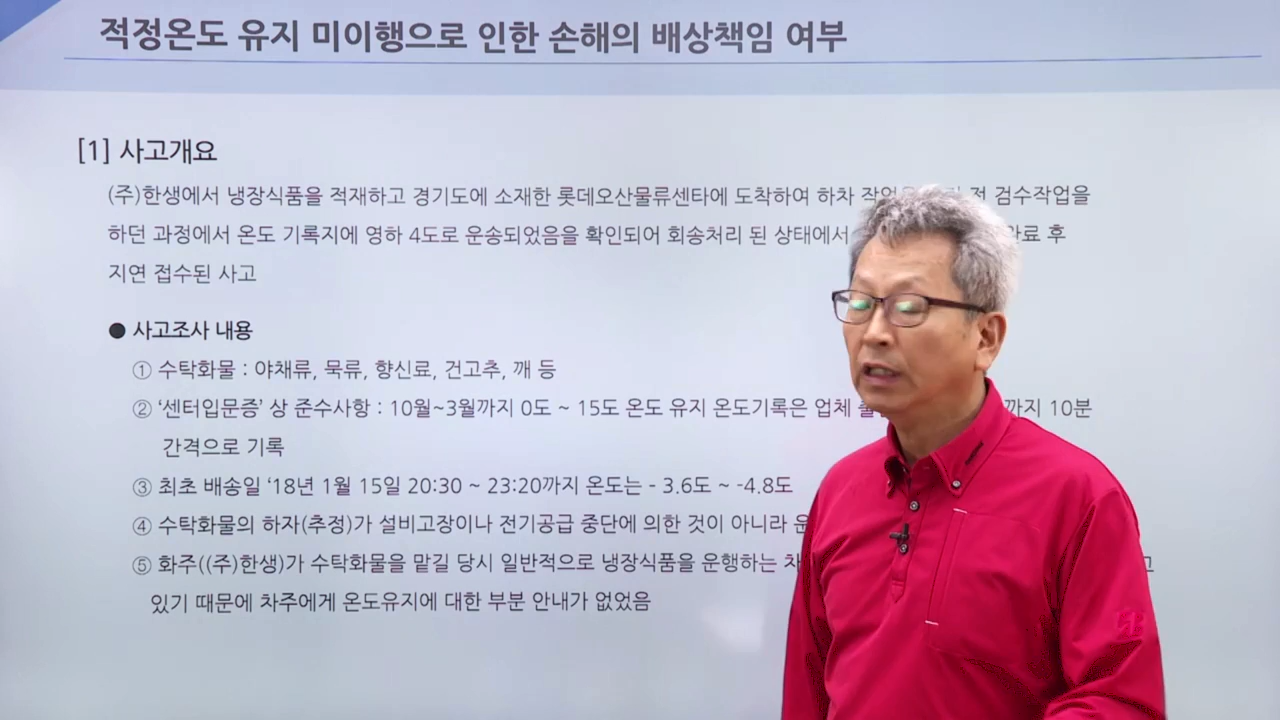 적정온도 유지 미이행으로 인한 손해의 배상책임 여부
[1] 사고개요
(주)한생에서 냉장식품을 적재하고 경기도에 소재한 롯데오산물류센타에 도착하여 하차 전 검수작업을
하던 과정에서 온도 기록지에 영하 4도로 운송되었음을 확인되어 회송처리 된 상태에서 후
지연 접수된 사고
● 사고조사 내용
① 수탁화물 : 야채류, 묵류, 향신료, 건고추, 깨 등
② ‘센터입문증’ 상 준수사항 : 10월~3월까지 0도 ~ 15도 온도 유지 온도기록은 업체 까지 10분
간격으로 기록
③ 최초 배송일 ‘18년 1월 15일 20:30 ~ 23:20까지 온도는 - 3.6도 ~ -4.8도
④ 수탁화물의 하자(추정)가 설비고장이나 전기공급 중단에 의한 것이 아니라
⑤ 화주((주)한생)가 수탁화물을 맡길 당시 일반적으로 냉장식품을 운행하는
있기 때문에 차주에게 온도유지에 대한 부분 안내가 없었음